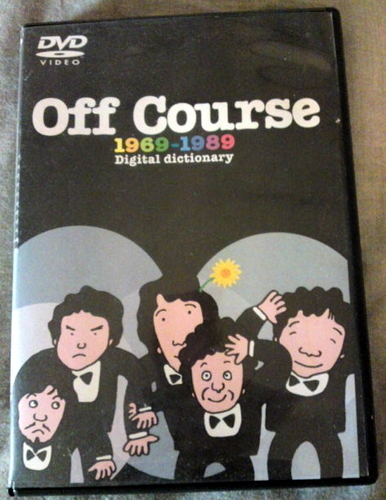 DVD
VIDEO
Off Course
1969-1989
Digital dictionary